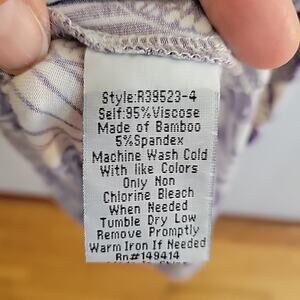 Style:R39523-4
Self:95%Viscose
Made of Bamboo
5%Spandex
Machine Wash Cold
With like Colors
Only Non
Chlorine Bleach
When Needed
Tumble Dry Low
Remove Promptly
Warm Iron If Needed
Rn#149414